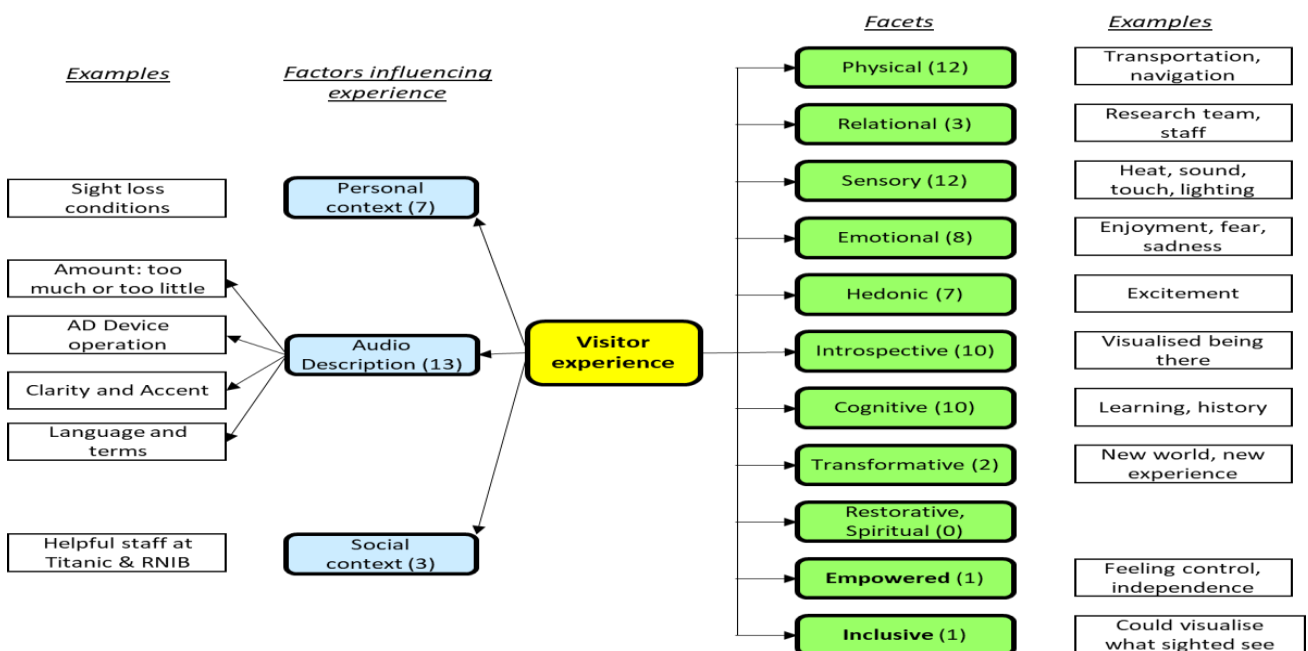 Examples
Factors influencing
experience
Sight loss
conditions
Personal
context (7)
Amount: too
much or too little
AD Device
operation
Clarity and Accent
Language and
terms
Audio
Description (13)
Helpful staff at
Titanic & RNIB
Social
context (3)
Visitor
experience
Facets
Examples
Physical (12)
Transportation,
navigation
Relational (3)
Research team,
staff
Sensory (12)
Heat, sound,
touch, lighting
Emotional (8)
Enjoyment, fear,
sadness
Hedonic (7)
Excitement
Introspective (10)
Visualised being
there
Cognitive (10)
Learning, history
Transformative (2)
New world, new
experience
Restorative,
Spiritual (0)
Empowered (1)
Feeling control,
independence
Inclusive (1)
Could visualise
what sighted see